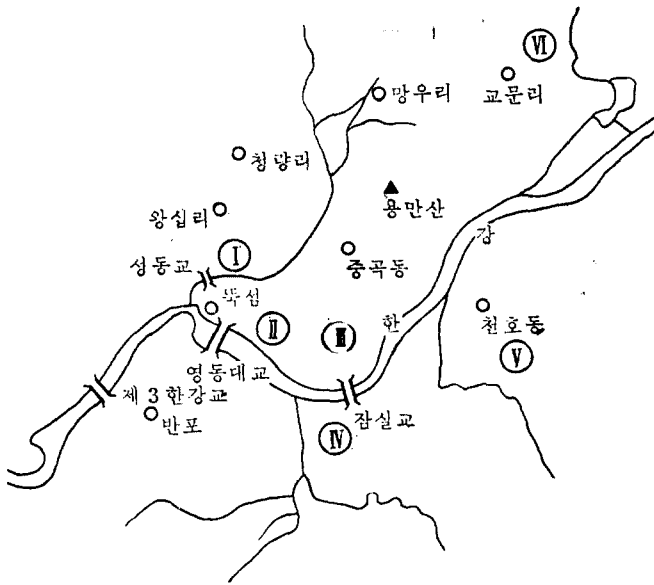 Ⅵ
망우리
교문리
청량리
용만산
왕십리
강
성동교
Ⅰ
중곡동
뚝섬
Ⅱ
Ⅲ
한
천호동
영동대교
Ⅴ
제3한강교
반포
잠실교
Ⅳ